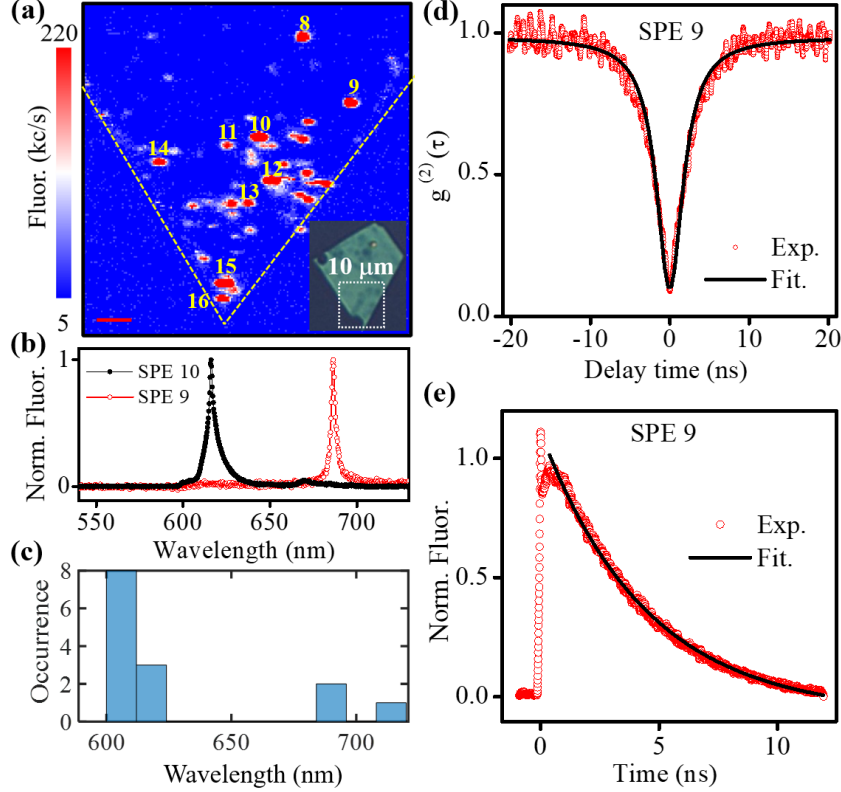 (a)
220
Fluor. (kc/s)
5
8
9
10
11
12
13
14
15
16
10 μm
(b)
1
0
Norm. Fluor.
SPE 10
SPE 9
540
600
650
700
Wavelength (nm)
(c)
8
6
4
2
0
Occurrence
600
650
700
Wavelength (nm)
(d)
SPE 9
1.0
0.5
0.0
g(2)(τ)
Exp.
Fit.
-20
-10
0
10
20
Delay time (ns)
(e)
SPE 9
1.0
0.5
0.0
Norm. Fluor.
Exp.
Fit.
0
5
10
Time (ns)